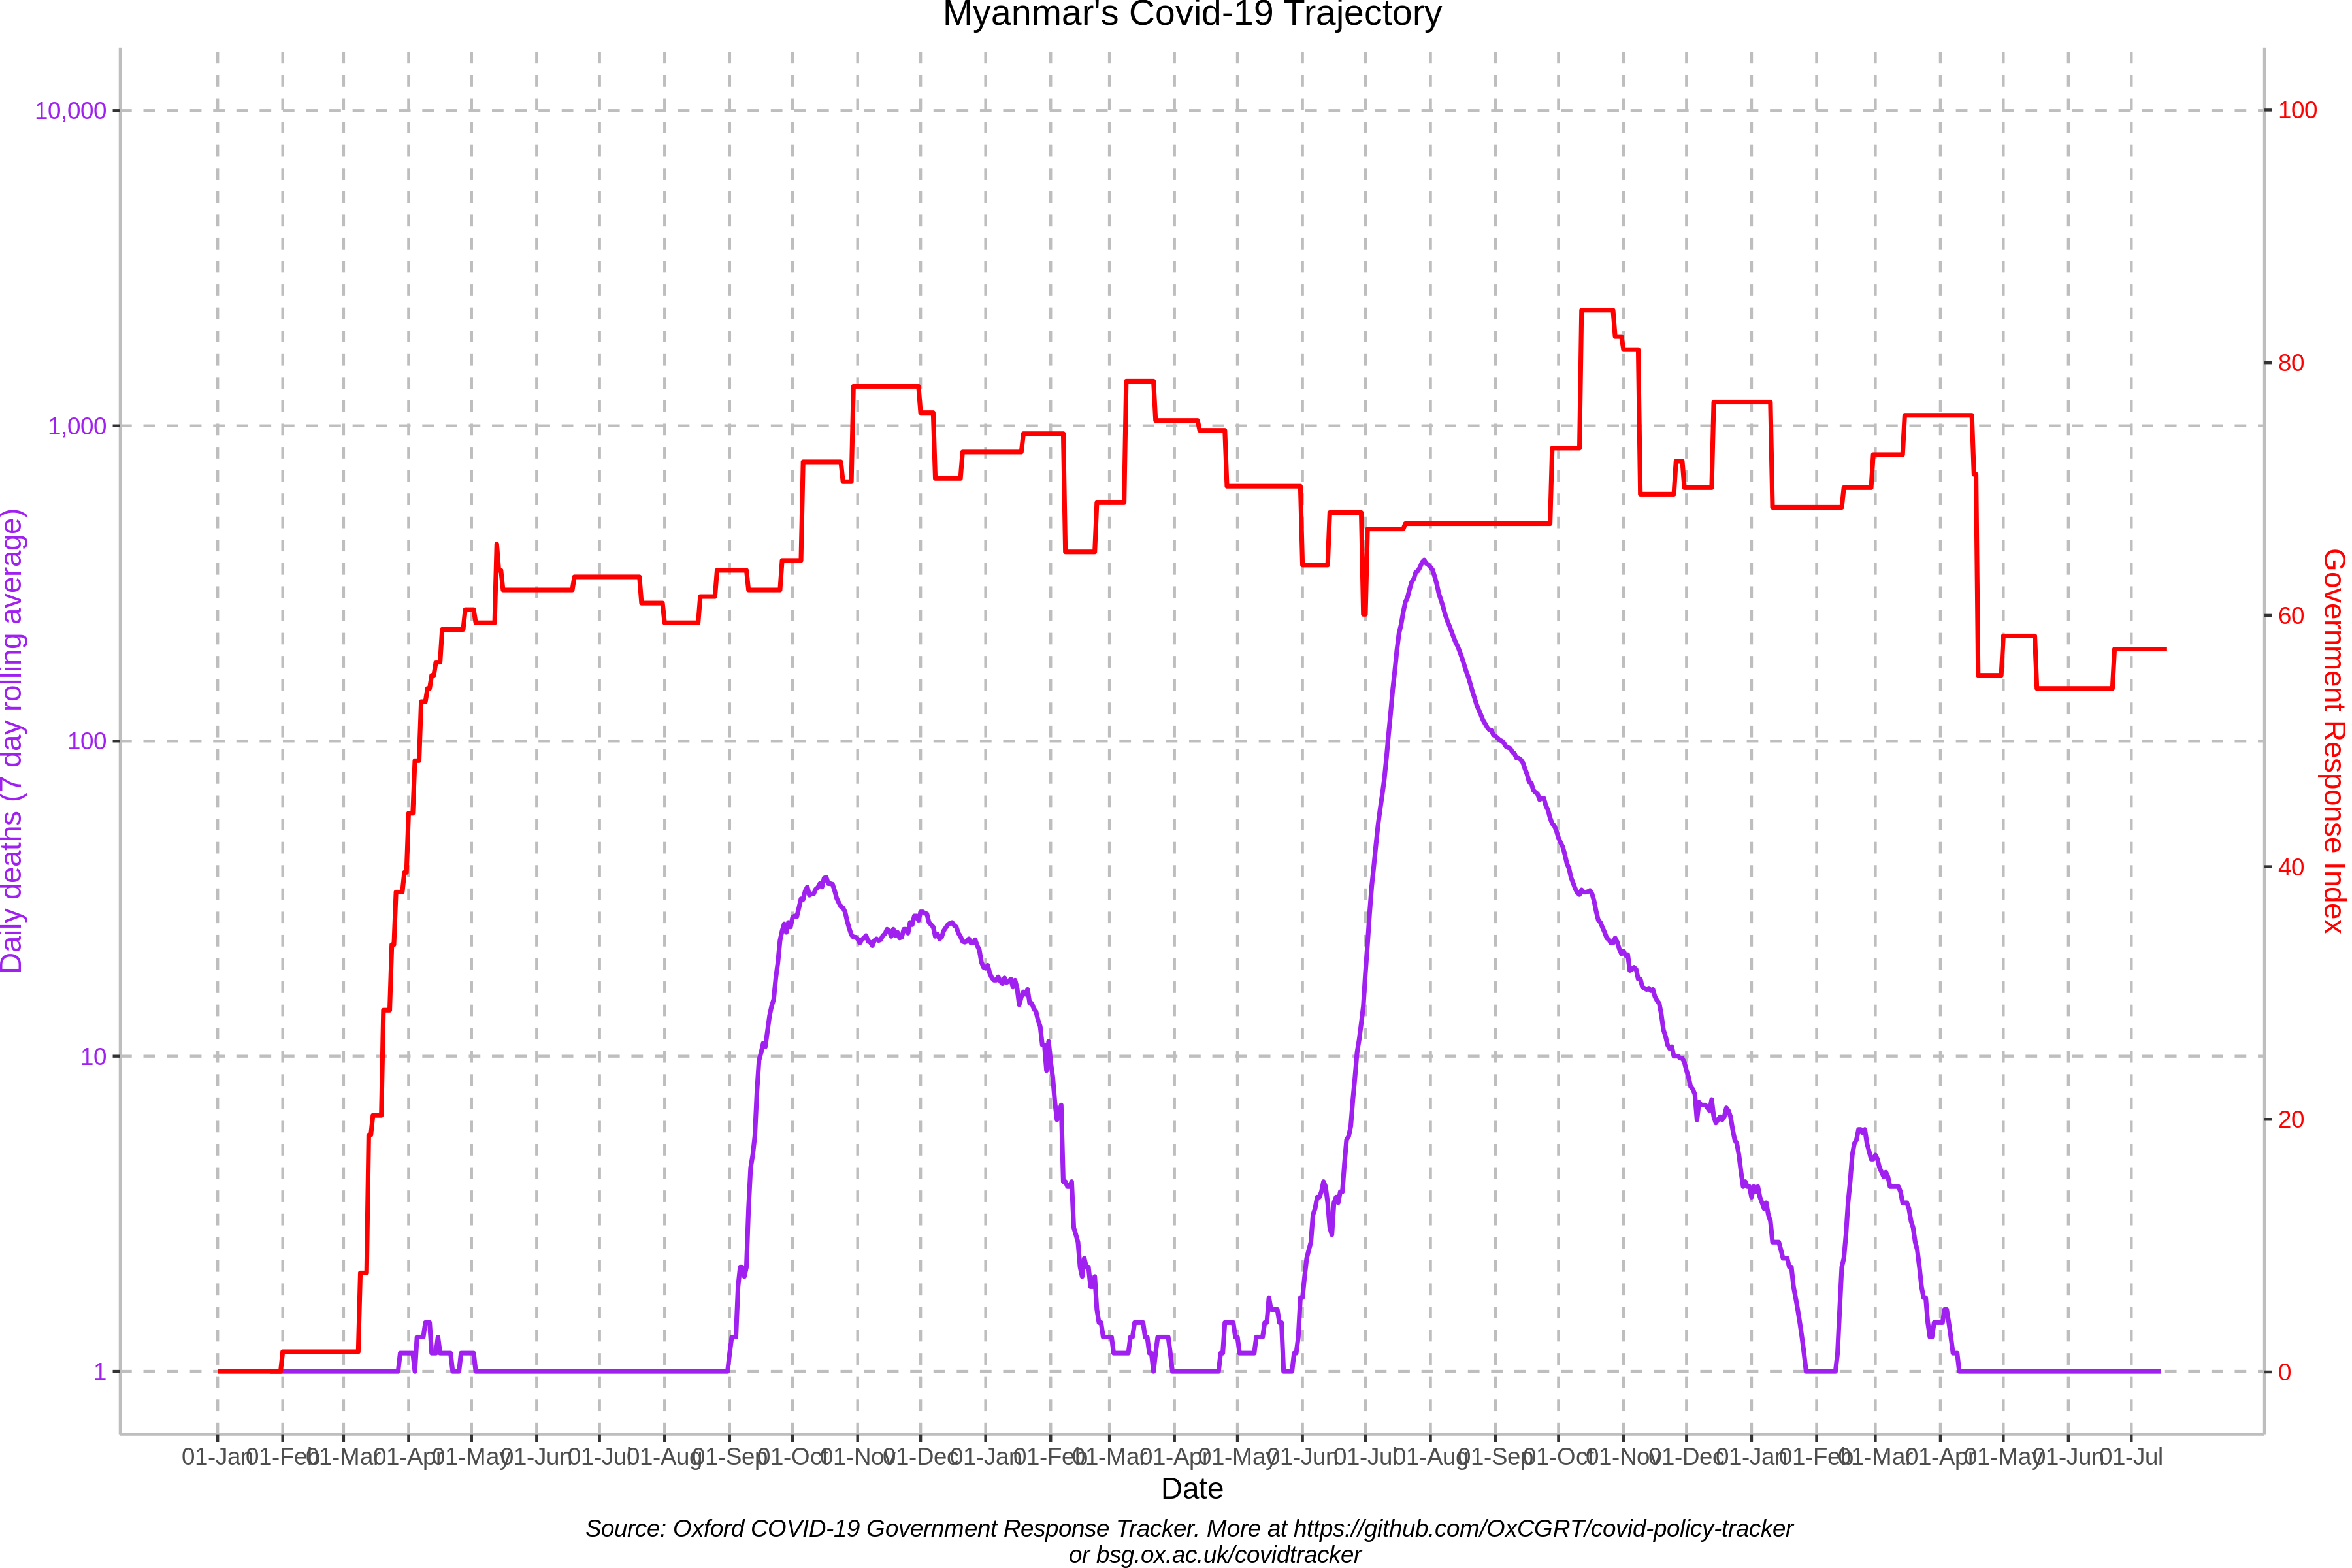 Myanmar's Covid-19 Trajectory
10,000
1,000
100
10
1
Daily deaths (7 day rolling average)
100
80
60
40
20
0
Government Response Index
01-Jan 01-Feb 01-Mar 01-Apr 01-May 01-Jun 01-Jul 01-Aug 01-Sep 01-Oct 01-Nov 01-Dec 01-Jan 01-Feb 01-Mar 01-Apr 01-May 01-Jun 01-Jul 01-Aug 01-Sep 01-Oct 01-Nov 01-Dec 01-Jan 01-Feb 01-Mar 01-Apr 01-May 01-Jun 01-Jul
Date
Source: Oxford COVID-19 Government Response Tracker. More at https://github.com/OxCGRT/covid-policy-tracker
or bsg.ox.ac.uk/covidtracker